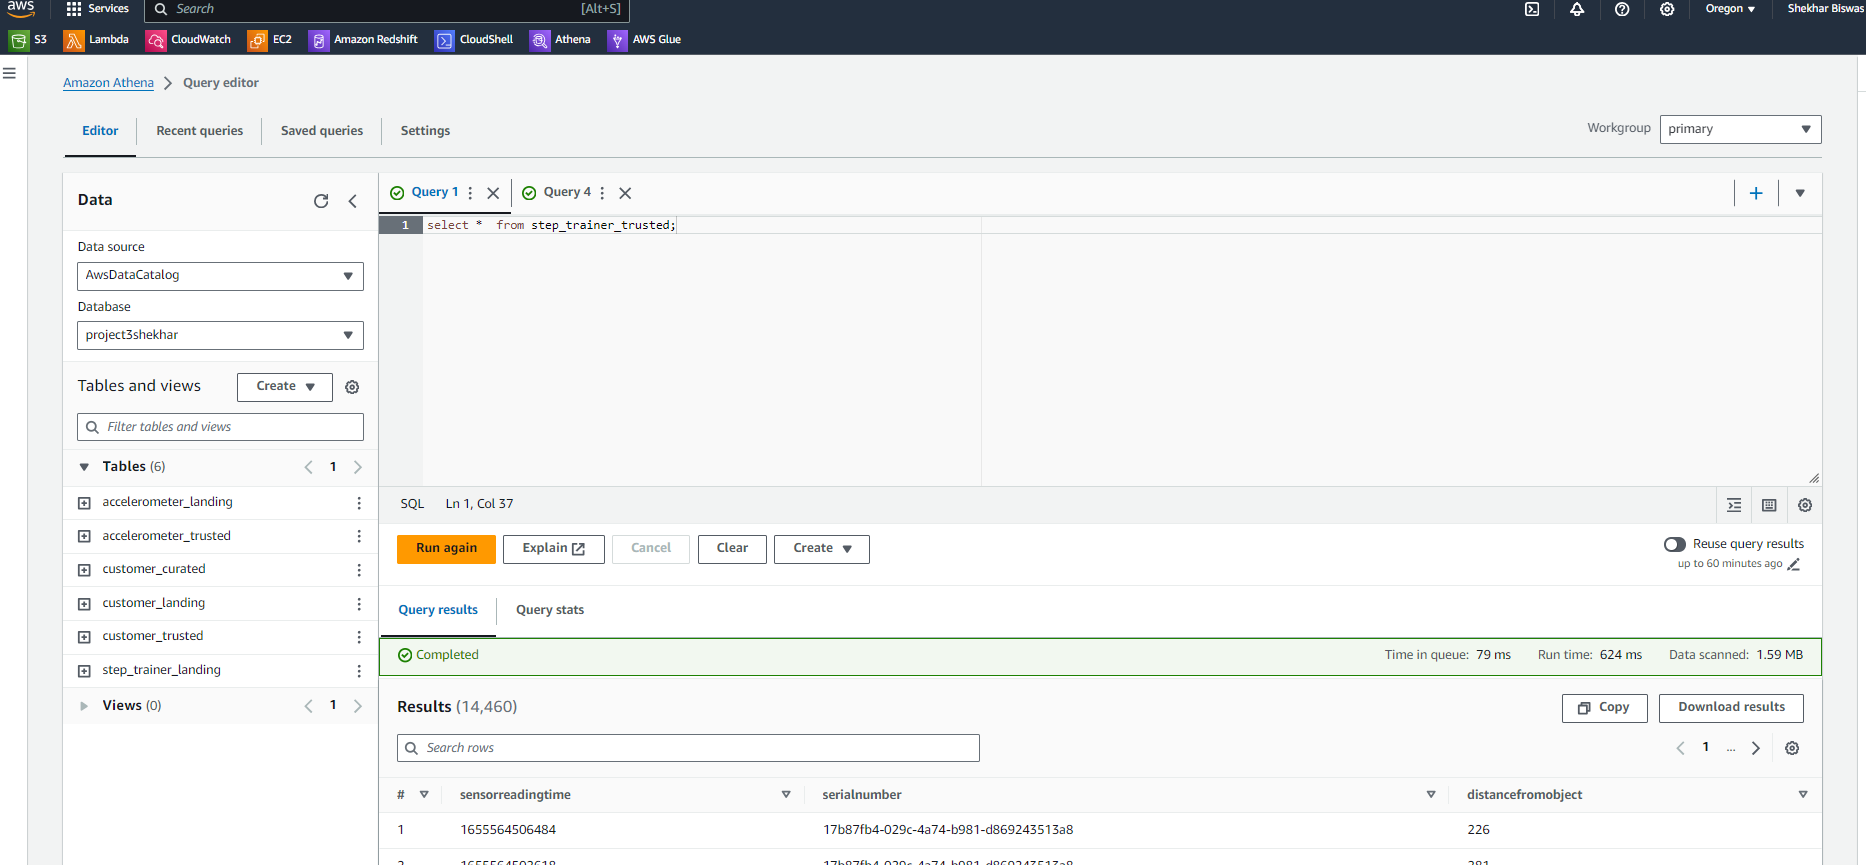 aws
Services
Search
[Alt+S]
Oregon
Shekhar Biswas
S3
Lambda
CloudWatch
EC2
Amazon Redshift
CloudShell
Athena
AWS Glue
Amazon Athena
Query editor
Editor
Recent queries
Saved queries
Settings
Workgroup
primary
Data
Data source
AwsDataCatalog
Database
project3shekhar
Tables and views
Create
Filter tables and views
Tables (6)
1
accelerometer_landing
accelerometer_trusted
customer_curated
customer_landing
customer_trusted
step_trainer_landing
Views (0)
1
Query 1
Query 4
1
select *  from step_trainer_trusted;
SQL
Ln 1, Col 37
Run again
Explain
Cancel
Clear
Create
Reuse query results
up to 60 minutes ago
Query results
Query stats
Completed
Time in queue: 79 ms
Run time: 624 ms
Data scanned: 1.59 MB
Results (14,460)
Copy
Download results
Search rows
1
...
# sensorreadingtime serialnumber distancefromobject
1 1655564506484 17b87fb4-029c-4a74-b981-d869243513a8 226